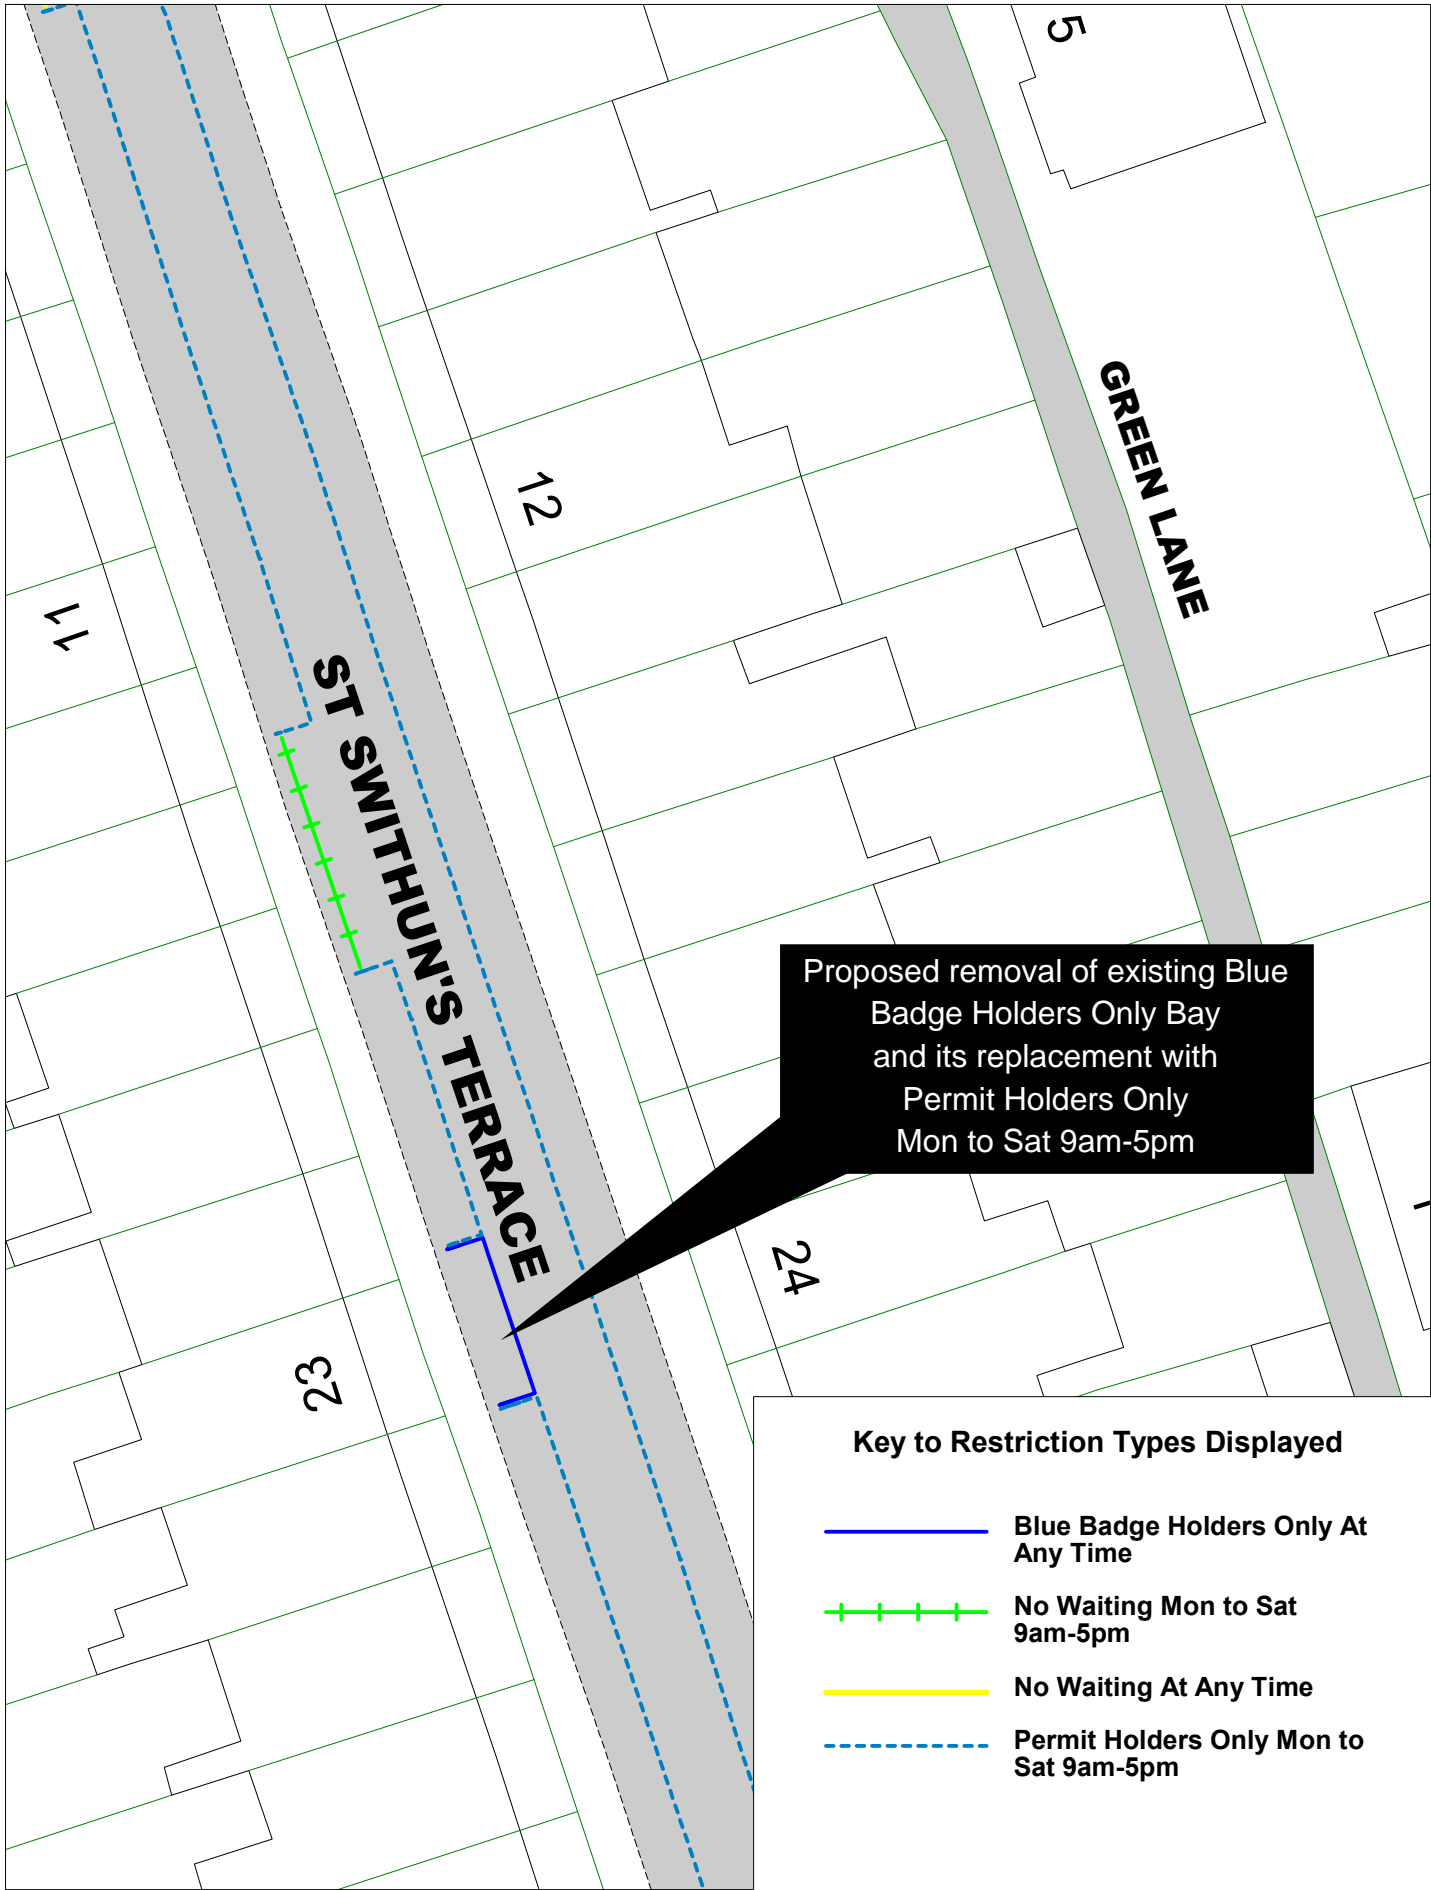 5
GREEN LANE
12
11
ST SWITHUN'S TERRACE
Proposed removal of existing Blue
Badge Holders Only Bay
and its replacement with
Permit Holders Only
Mon to Sat 9am-5pm
24
23
Key to Restriction Types Displayed
Blue Badge Holders Only At
Any Time
No Waiting Mon to Sat
9am-5pm
No Waiting At Any Time
Permit Holders Only Mon to
Sat 9am-5pm